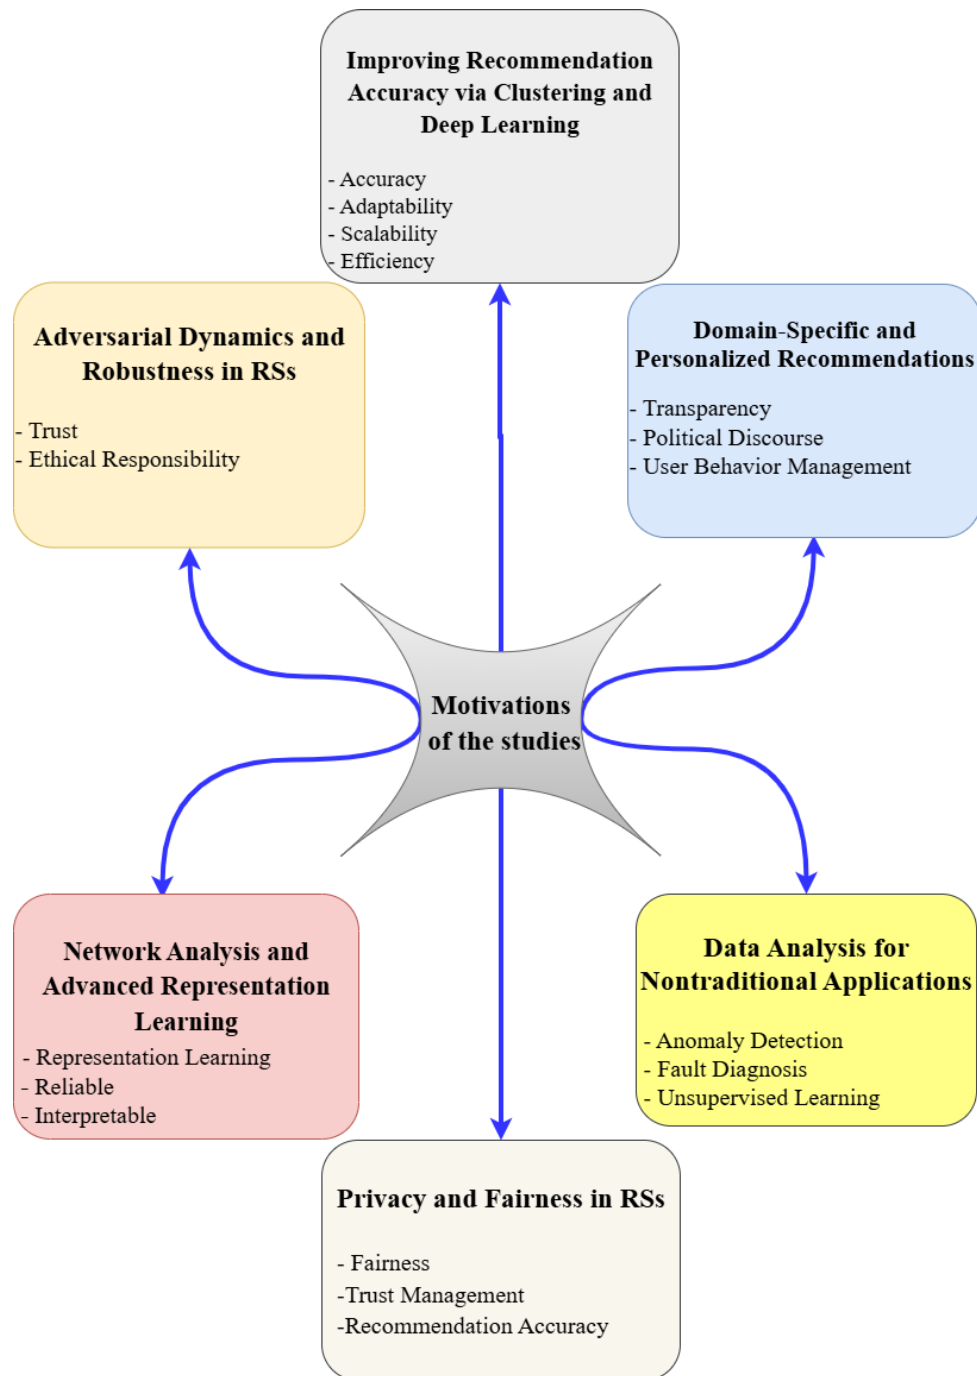 Improving Recommendation
Accuracy via Clustering and
Deep Learning
- Accuracy
- Adaptability
- Scalability
- Efficiency
Adversarial Dynamics and
Robustness in RSs
- Trust
- Ethical Responsibility
Domain-Specific and
Personalized Recommendations
- Transparency
- Political Discourse
- User Behavior Management
Motivations
of the studies
Network Analysis and
Advanced Representation
Learning
- Representation Learning
- Reliable
- Interpretable
Data Analysis for
Nontraditional Applications
- Anomaly Detection
- Fault Diagnosis
- Unsupervised Learning
Privacy and Fairness in RSs
- Fairness
-Trust Management
-Recommendation Accuracy